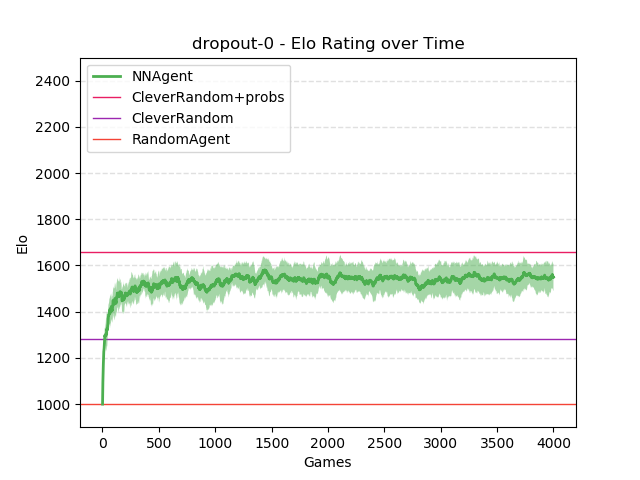 dropout-0 - Elo Rating over Time
NNAgent
CleverRandom+probs
CleverRandom
RandomAgent
Elo
2400
2200
2000
1800
1600
1400
1200
1000
0 500 1000 1500 2000 2500 3000 3500 4000
Games